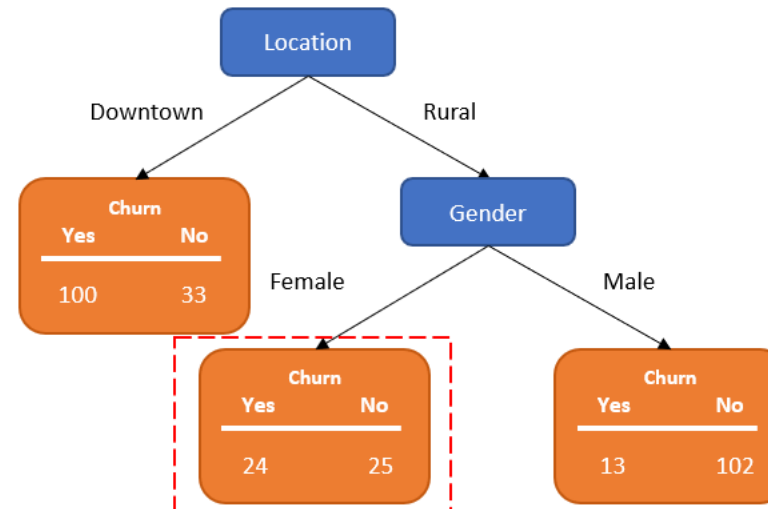 Location
Downtown
Rural
Churn
Yes No
100 33
Gender
Female
Male
Churn
Yes No
24 25
Churn
Yes No
13 102